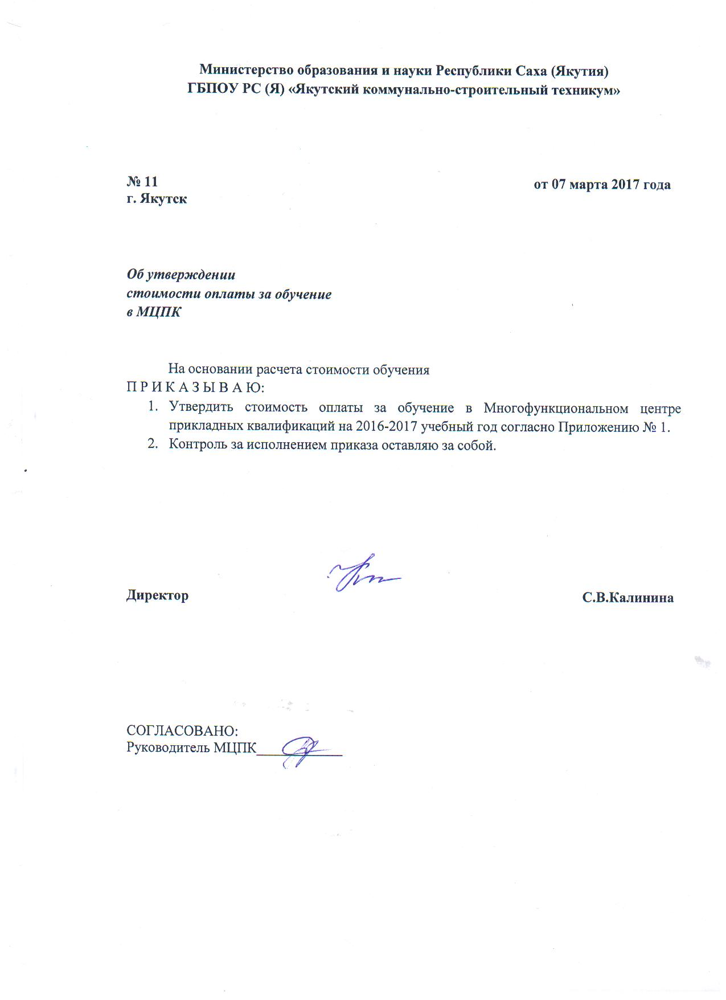 Министерство образования и науки Республики Саха (Якутия)
ГБПОУ РС (Я) «Якутский коммунально-строительный техникум»
№ 11
от 07 марта 2017 года
г. Якутск
Об утверждении
стоимости оплаты за обучение
в МЦПК
На основании расчета стоимости обучения
П Р И К А З Ы В А Ю:
1. Утвердить стоимость оплаты за обучение в Многофункциональном центре
прикладных квалификаций на 2016-2017 учебный год согласно Приложению № 1.
2. Контроль за исполнением приказа оставляю за собой.
Директор
С.В.Калинина
СОГЛАСОВАНО:
Руководитель МЦПК____________